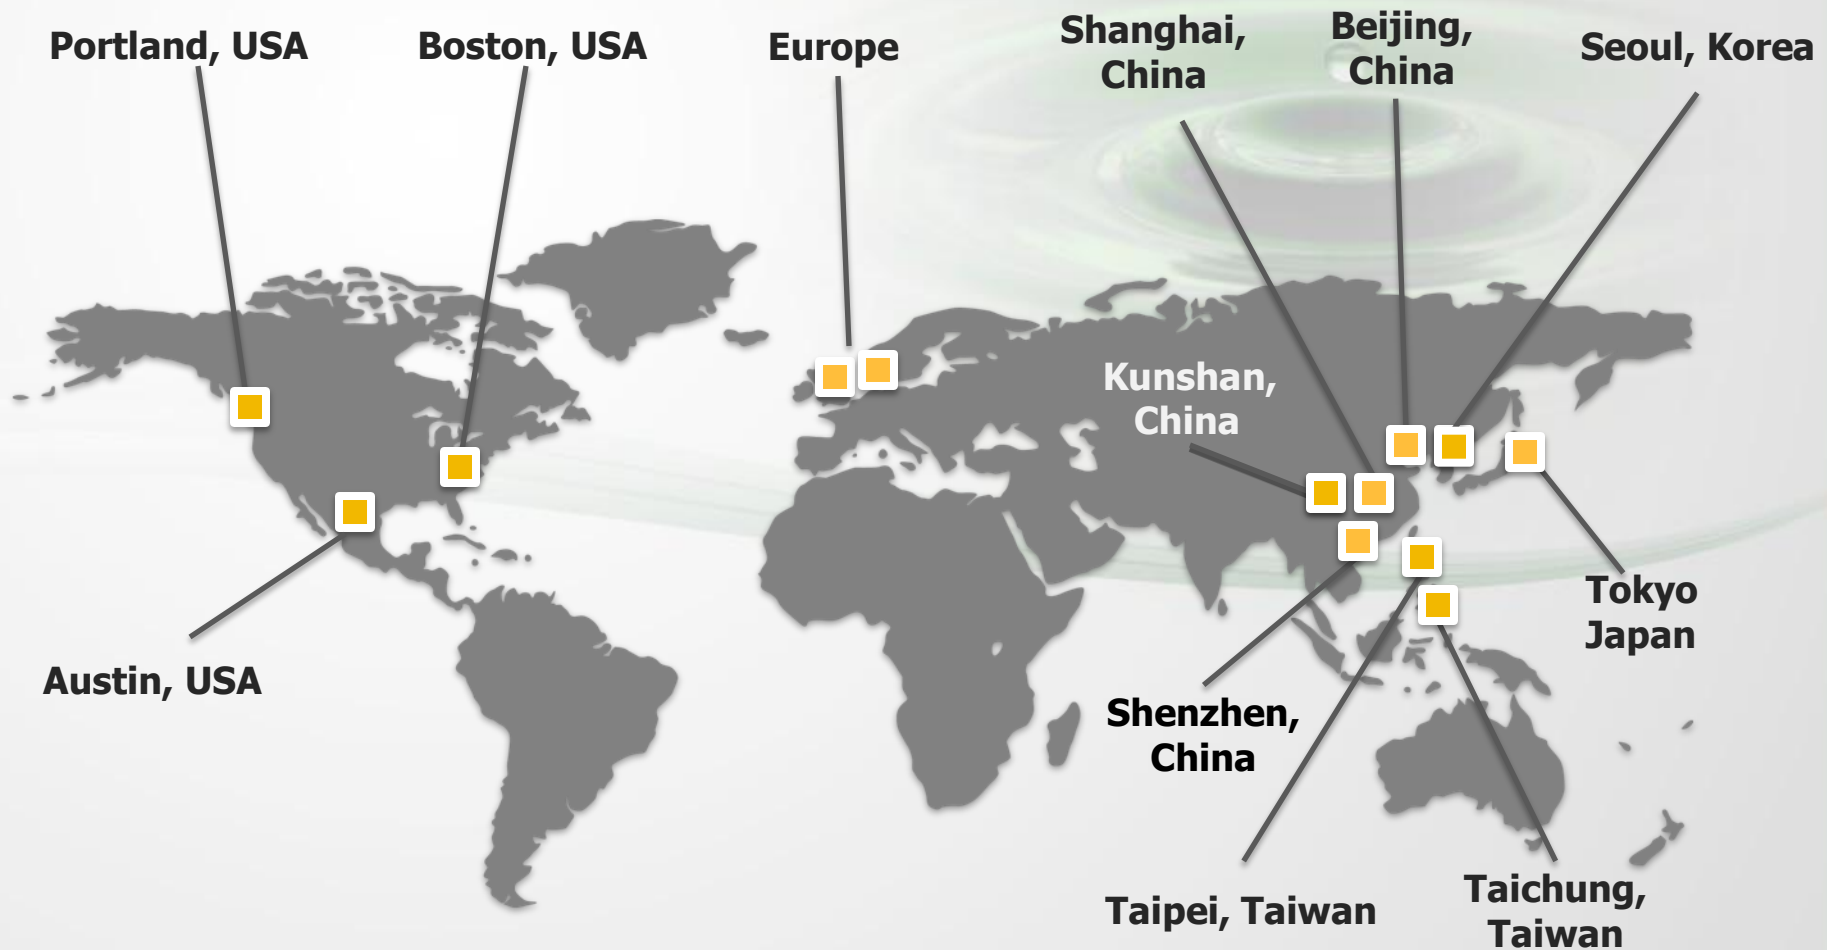 Portland, USA
Boston, USA
Europe
Shanghai,
China
Beijing,
China
Seoul, Korea
Kunshan,
China
Tokyo
Japan
Austin, USA
Shenzhen,
China
Taipei, Taiwan
Taichung,
Taiwan